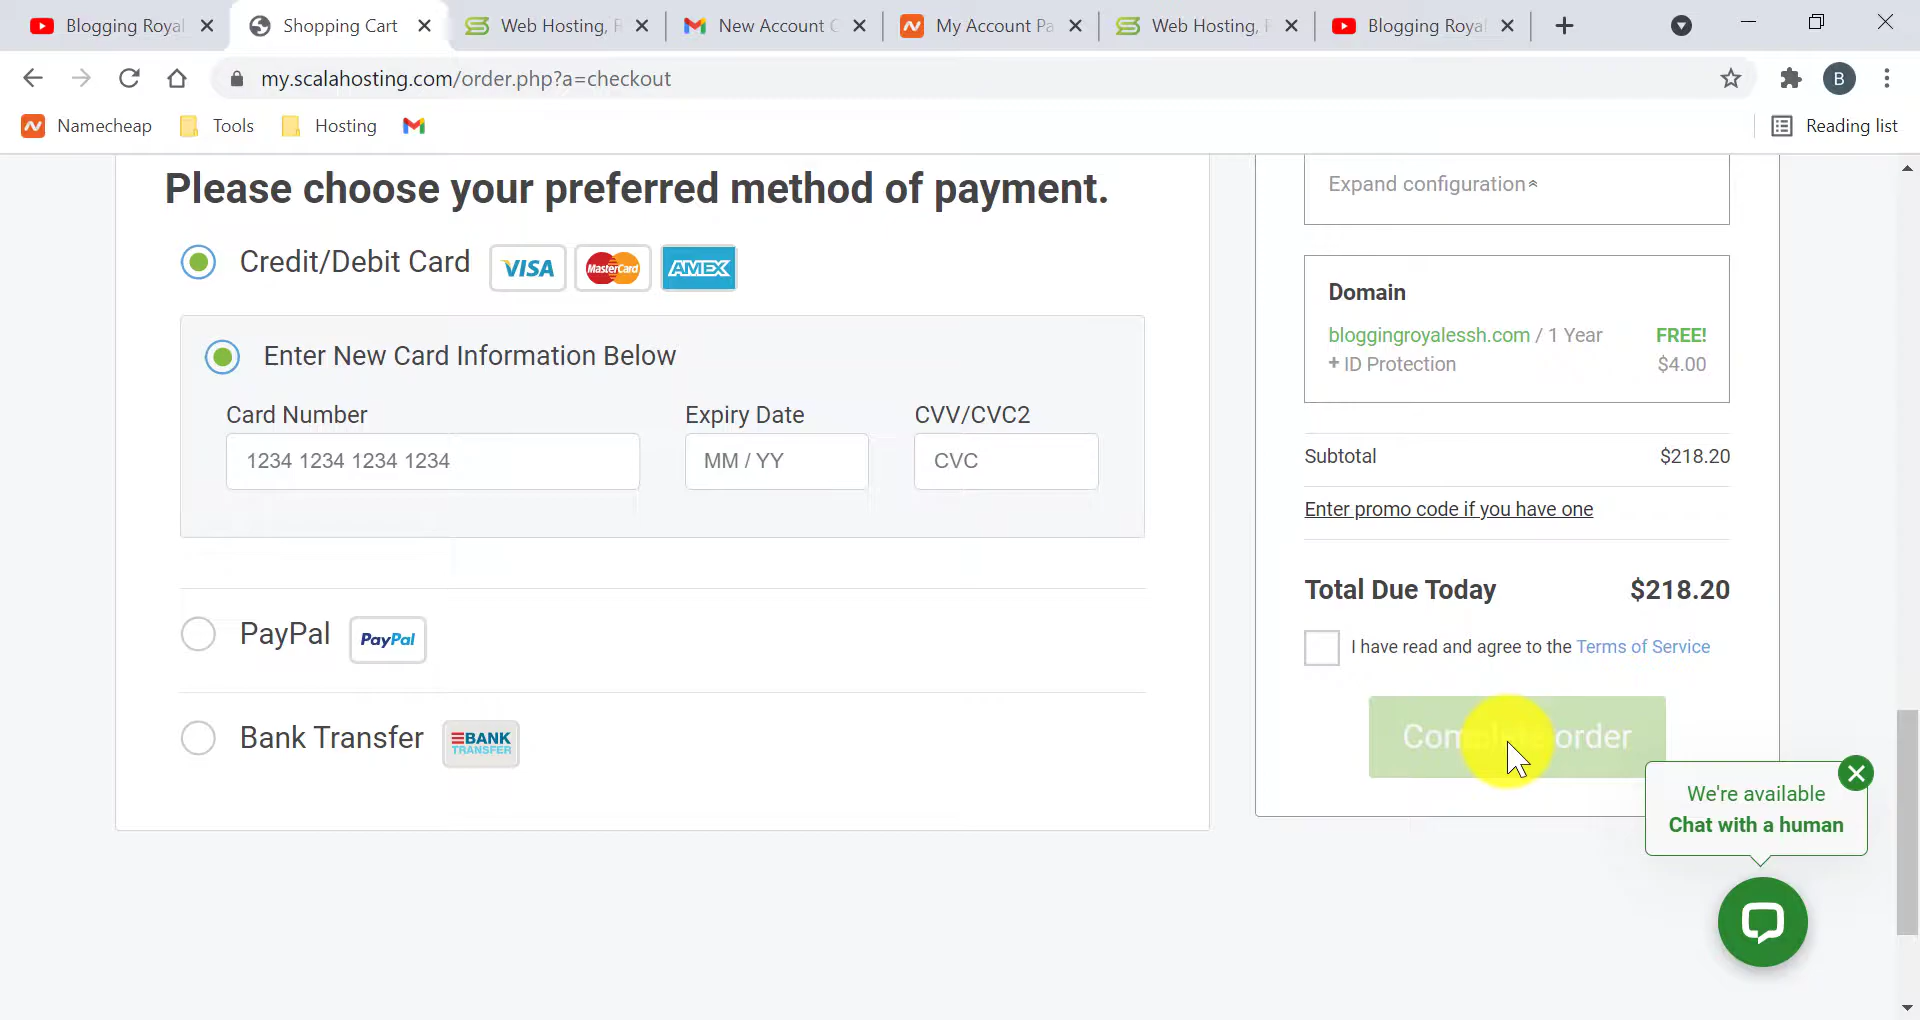 Blogging Royal
Shopping Cart
Web Hosting, R
New Account C
My Account Pa
Web Hosting, R
Blogging Royal
my.scalahosting.com/order.php?a=checkout
B
Namecheap
Tools
Hosting
Reading list
Please choose your preferred method of payment.
Credit/Debit Card
VISA
MasterCard
AMEX
Enter New Card Information Below
Card Number
Expiry Date
CVV/CVC2
1234 1234 1234 1234
MM / YY
CVC
PayPal
PayPal
Bank Transfer
BANK
TRANSFER
Expand configuration
Domain
bloggingroyalessh.com / 1 Year FREE!
+ ID Protection $4.00
Subtotal $218.20
Enter promo code if you have one
Total Due Today $218.20
I have read and agree to the Terms of Service
Complete order
We're available
Chat with a human